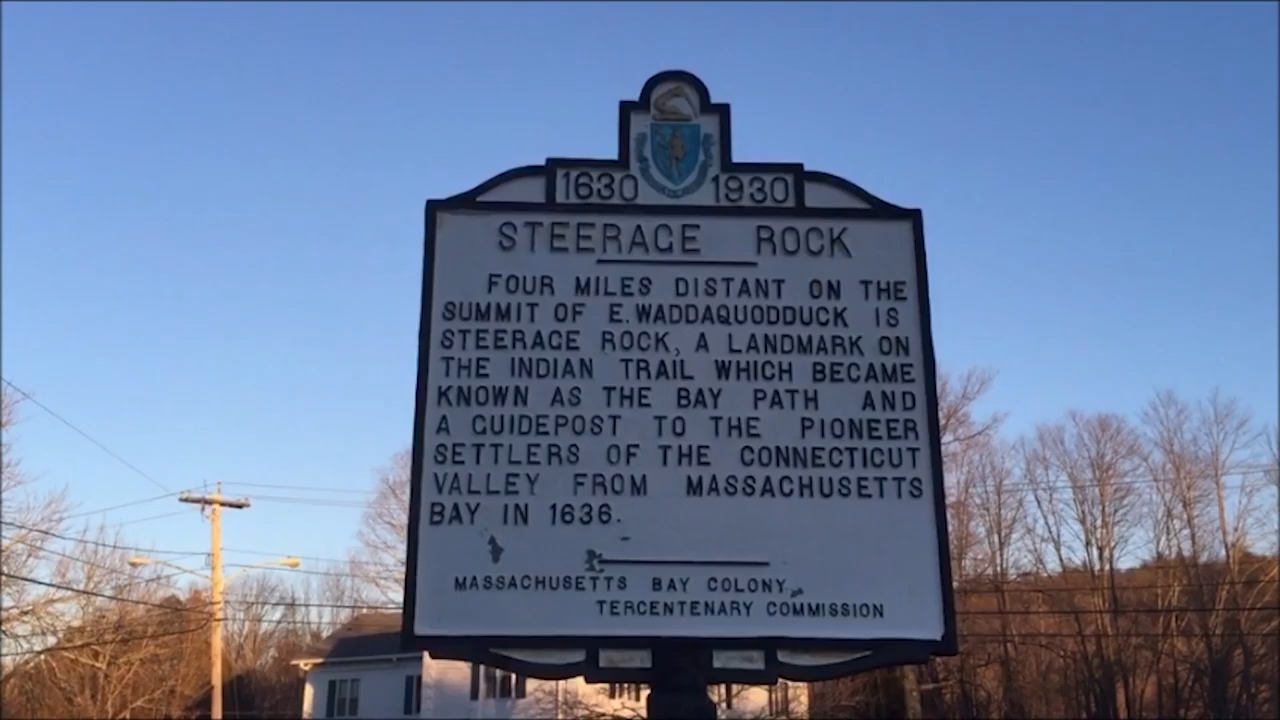 1630 1930
STEERAGE ROCK
FOUR MILES DISTANT ON THE
SUMMIT OF E. WADDAQUODDUCK IS
STEERAGE ROCK, A LANDMARK ON
THE INDIAN TRAIL WHICH BECAME
KNOWN AS THE BAY PATH AND
A GUIDEPOST TO THE PIONEER
SETTLERS OF THE CONNECTICUT
VALLEY FROM MASSACHUSETTS
BAY IN 1636.
MASSACHUSETTS BAY COLONY
TERCENTENARY COMMISSION